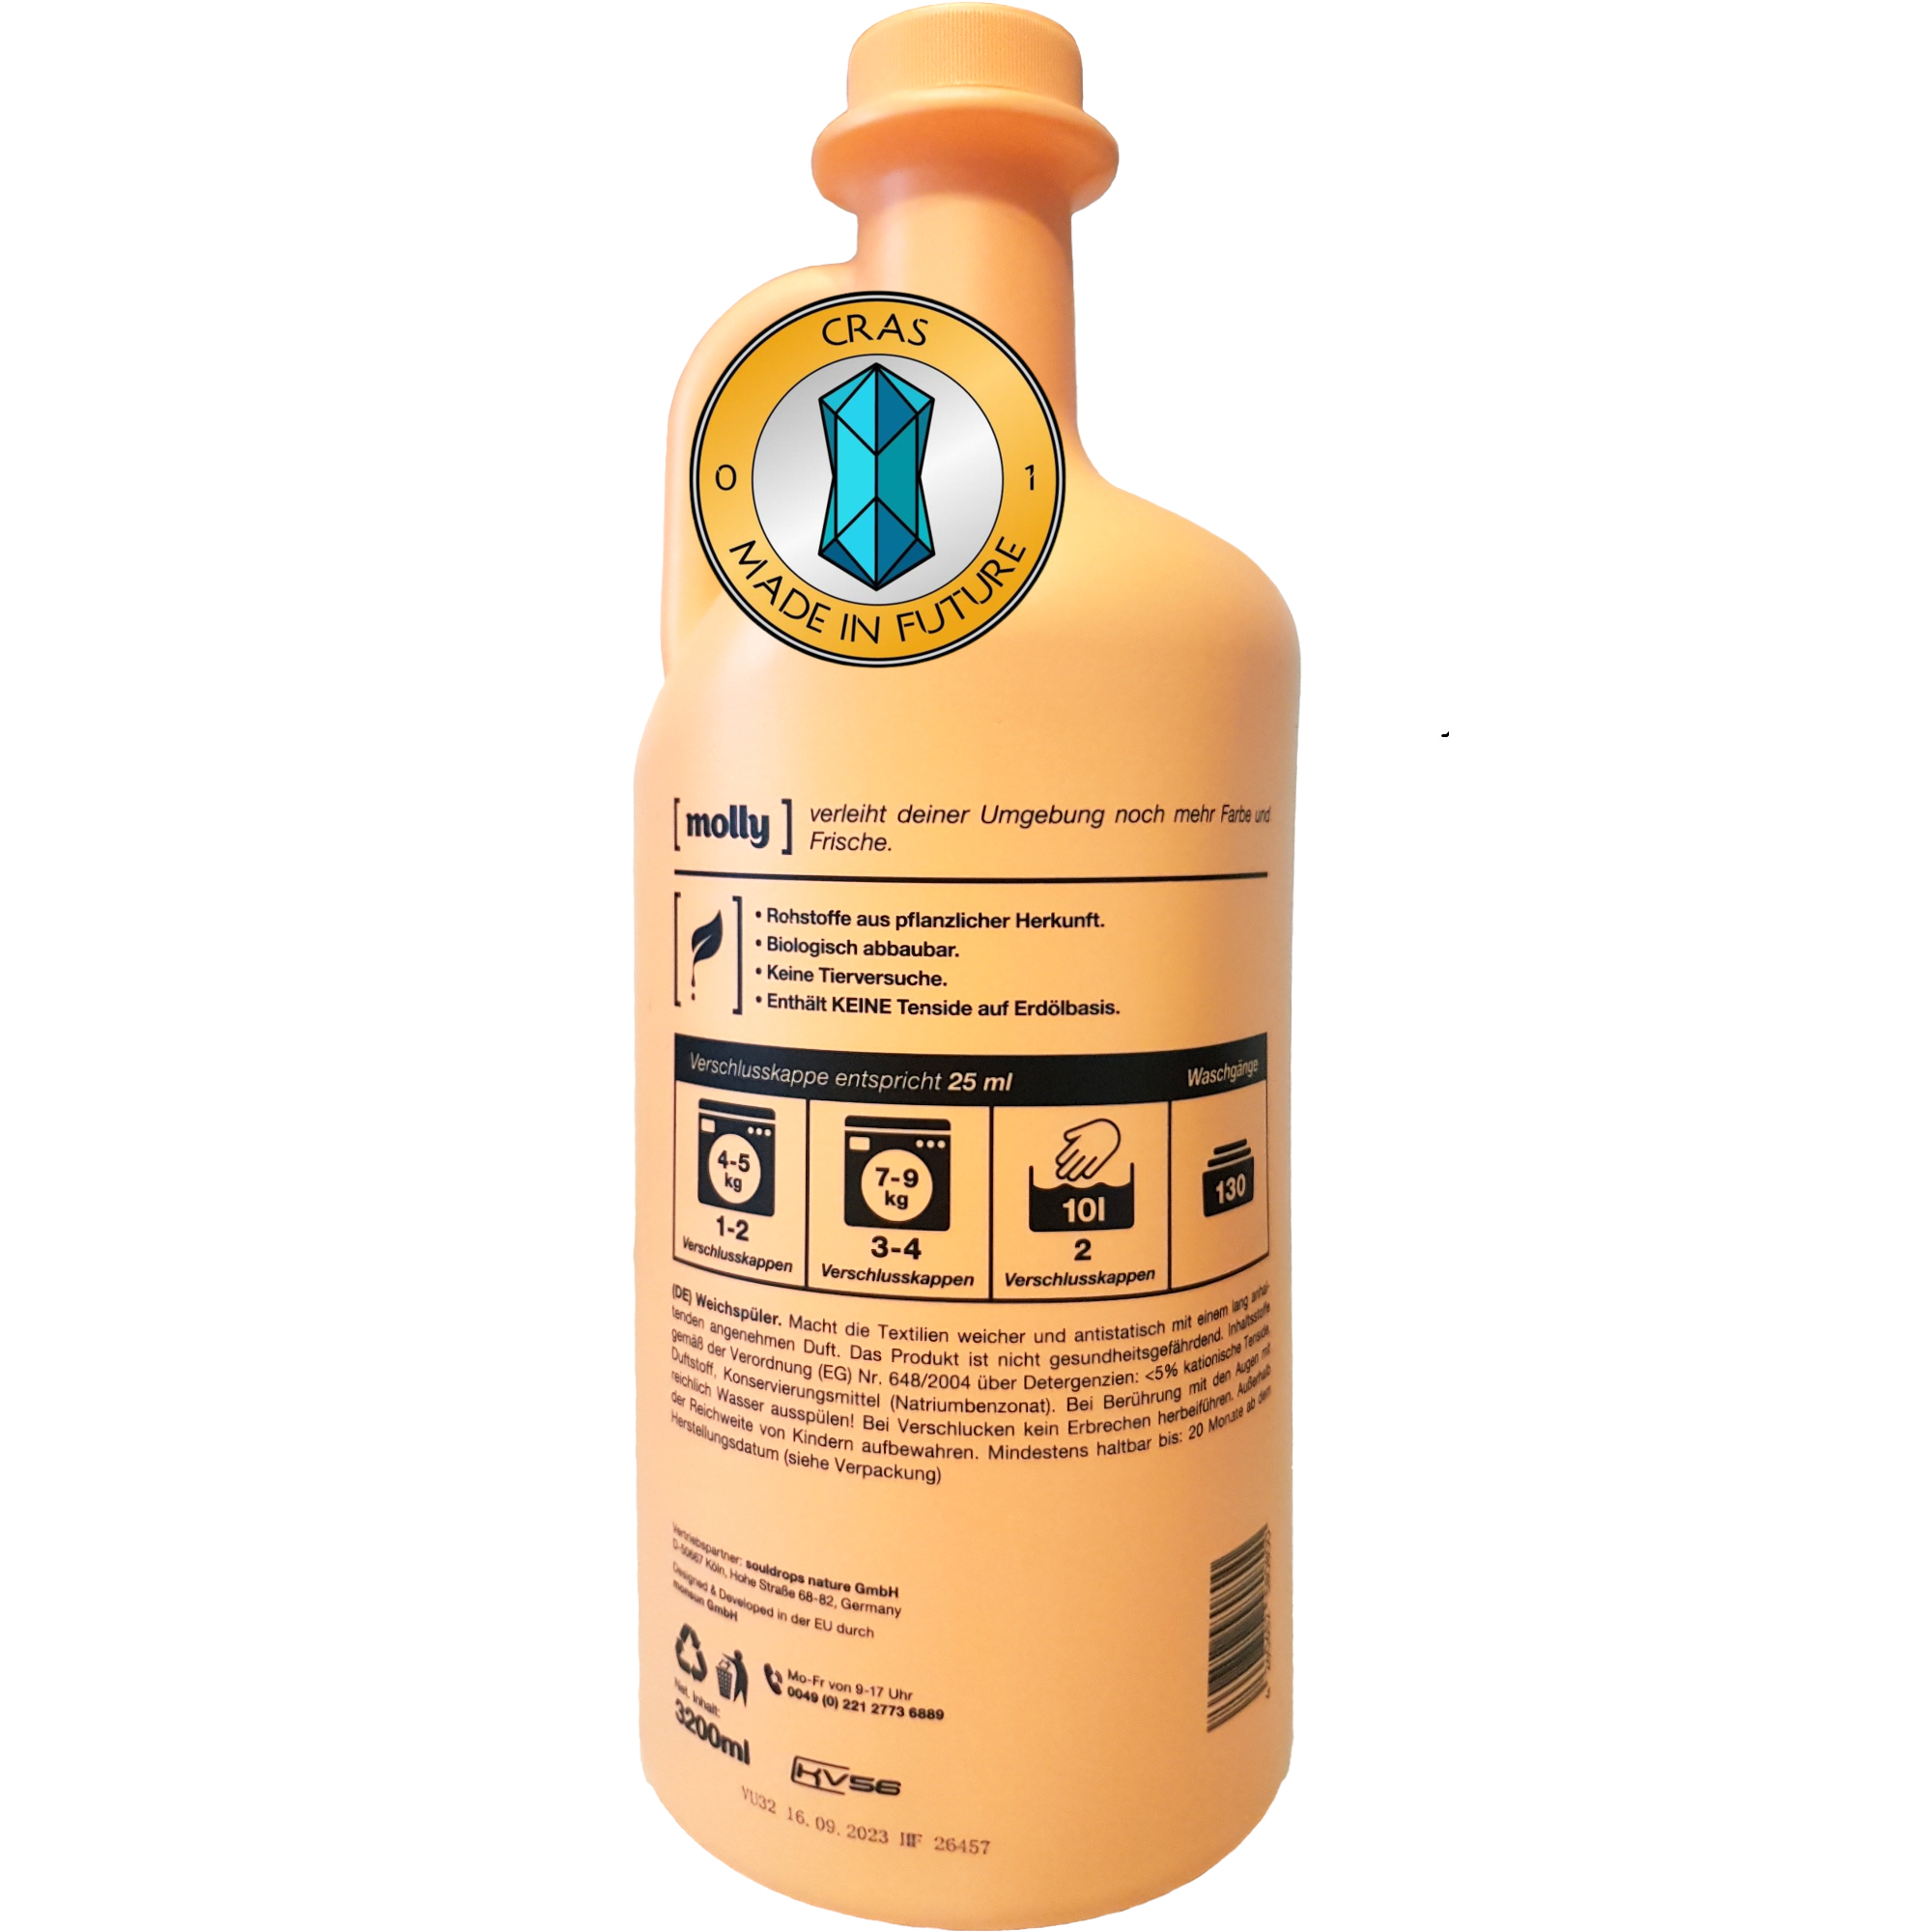 CRAS
0 1
MADE IN FUTURE
[molly] verleiht deiner Umgebung noch mehr Farbe und
Frische.
• Rohstoffe aus pflanzlicher Herkunft.
• Biologisch abbaubar.
• Keine Tierversuche.
• Enthält KEINE Tenside auf Erdölbasis.
Verschlusskappe entspricht 25 ml Waschgänge
4-5
kg
1-2
Verschlusskappen
7-9
kg
3-4
Verschlusskappen
10l
2
Verschlusskappen
130
(DE) Weichspüler. Macht die Textilien weicher und antistatisch mit einem lang anhal-
tenden angenehmen Duft. Das Produkt ist nicht gesundheitsgefährdend. Inhaltsstoffe
gemäß der Verordnung (EG) Nr. 648/2004 über Detergenzien: <5% kationische Tenside,
Duftstoff, Konservierungsmittel (Natriumbenzonat). Bei Berührung mit den Augen mit
reichlich Wasser ausspülen! Bei Verschlucken kein Erbrechen herbeiführen. Außerhalb
der Reichweite von Kindern aufbewahren. Mindestens haltbar bis: 20 Monate ab dem
Herstellungsdatum (siehe Verpackung)
Vertriebspartner: souldrops nature GmbH
D-50667 Köln, Hohe Straße 68-82, Germany
Designed & Developed in der EU durch
monsun GmbH
Mo-Fr von 9-17 Uhr
0049 (0) 221 2773 6889
Net. Inhalt:
3200ml
KV56
VU32 16.09.2023 26457